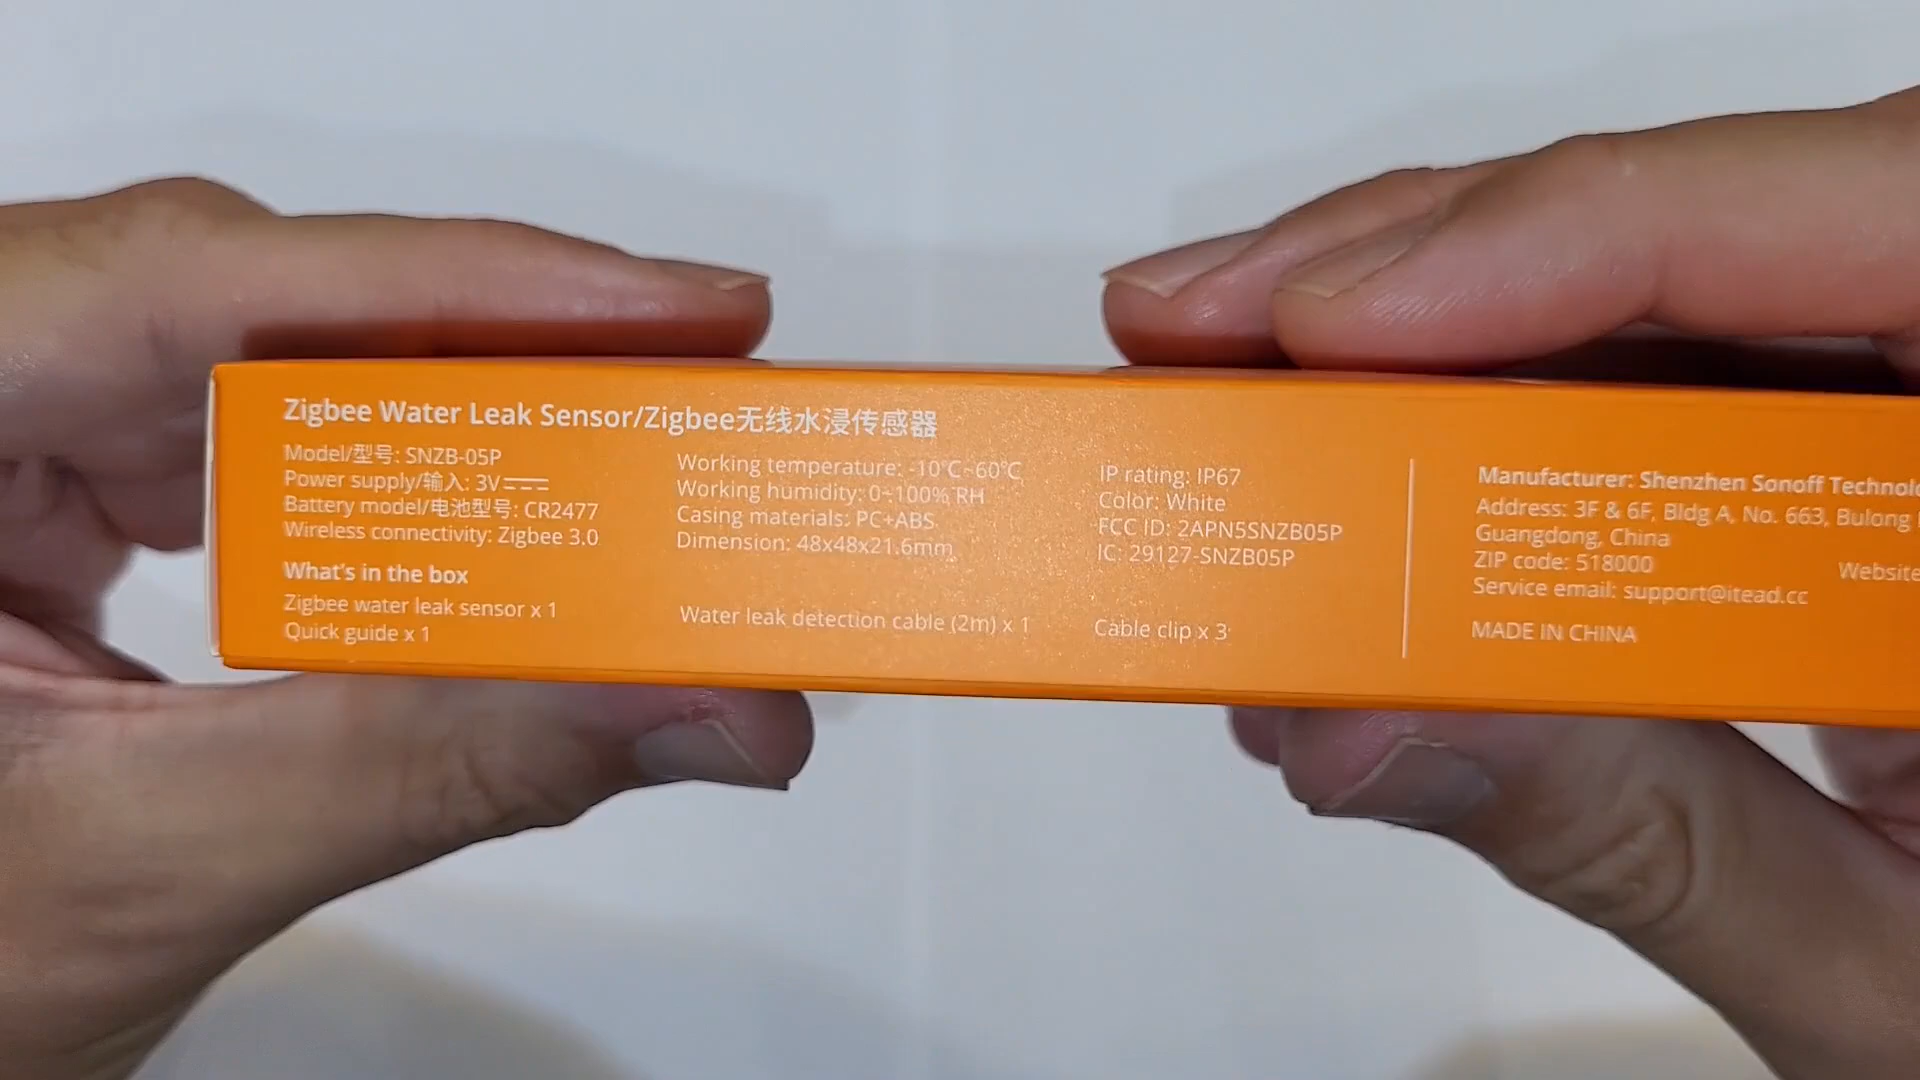 Zigbee Water Leak Sensor/Zigbee无线水浸传感器
Model/型号: SNZB-05P
Power supply/输入: 3V
Battery model/电池型号: CR2477
Wireless connectivity: Zigbee 3.0
Working temperature: -10℃~60℃
Working humidity: 0~100% RH
Casing materials: PC+ABS
Dimension: 48x48x21.6mm
IP rating: IP67
Color: White
FCC ID: 2APN5SNZB05P
IC: 29127-SNZB05P
What's in the box
Zigbee water leak sensor x 1
Quick guide x 1
Water leak detection cable (2m) x 1
Cable clip x 3
Manufacturer: Shenzhen Sonoff
Address: 3F & 6F, Bldg A, No. 663, Bulong
Guangdong, China
ZIP code: 518000
Website
Service email: support@itead.cc
MADE IN CHINA